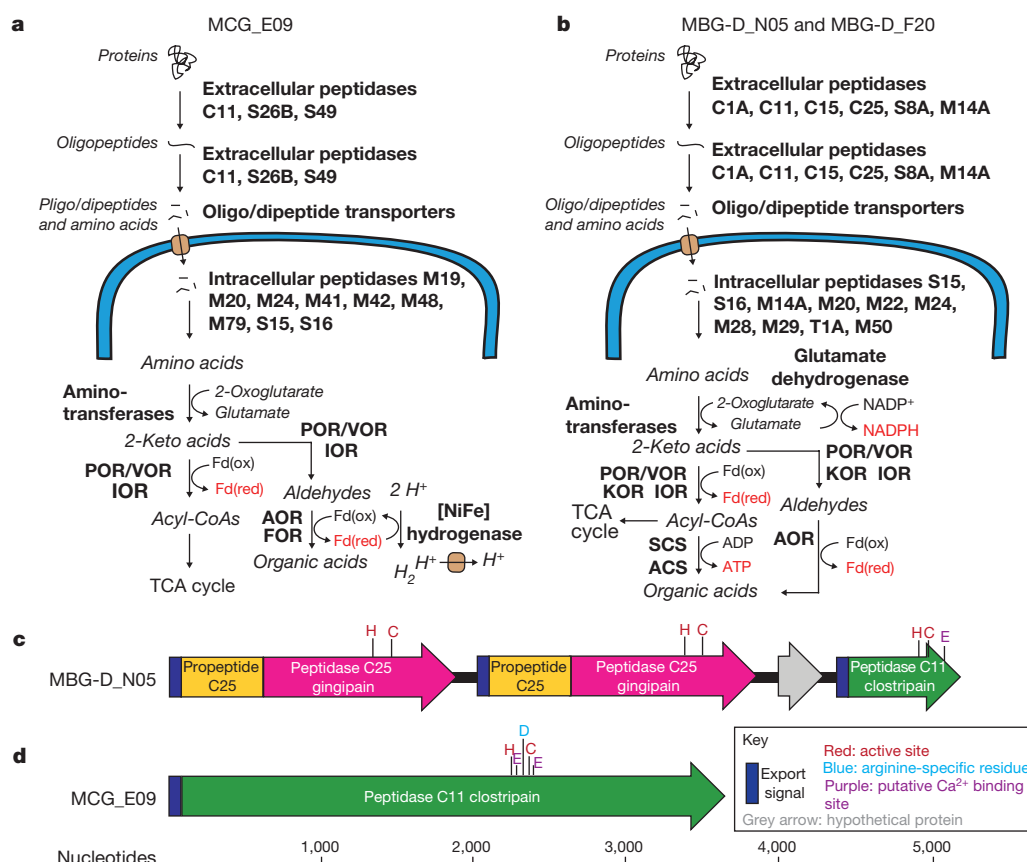 a
MCG_E09
Proteins
Extracellular peptidases
C11, S26B, S49
Oligopeptides
Extracellular peptidases
C11, S26B, S49
Pligo/dipeptides
and amino acids
Oligo/dipeptide transporters
Intracellular peptidases M19,
M20, M24, M41, M42, M48,
M79, S15, S16
Amino acids
Amino-
transferases
2-Oxoglutarate
Glutamate
2-Keto acids
POR/VOR
IOR
POR/VOR
IOR
Fd(ox)
Fd(red)
Aldehydes
2 H⁺
Acyl-CoAs
AOR
FOR
Fd(ox)
Fd(red)
[NiFe]
hydrogenase
Organic acids
H₂
H⁺
H⁺
TCA cycle
b
MBG-D_N05 and MBG-D_F20
Proteins
Extracellular peptidases
C1A, C11, C15, C25, S8A, M14A
Oligopeptides
Extracellular peptidases
C1A, C11, C15, C25, S8A, M14A
Oligo/dipeptides
and amino acids
Oligo/dipeptide transporters
Intracellular peptidases S15,
S16, M14A, M20, M22, M24,
M28, M29, T1A, M50
Glutamate
dehydrogenase
Amino acids
Amino-
transferases
2-Oxoglutarate
Glutamate
NADP⁺
NADPH
2-Keto acids
POR/VOR
KOR IOR
POR/VOR
KOR IOR
Fd(ox)
Fd(red)
Aldehydes
TCA
cycle
Acyl-CoAs
SCS
ACS
ADP
ATP
AOR
Fd(ox)
Fd(red)
Organic acids
c
MBG-D_N05
Propeptide
C25
H
C
Peptidase C25
gingipain
Propeptide
C25
H
C
Peptidase C25
gingipain
H
C
E
Peptidase C11
clostripain
d
MCG_E09
H
E
D
C
E
Peptidase C11 clostripain
Key
Export
signal
Red: active site
Blue: arginine-specific residue
Purple: putative Ca²⁺ binding
site
Grey arrow: hypothetical protein
Nucleotides
1,000
2,000
3,000
4,000
5,000